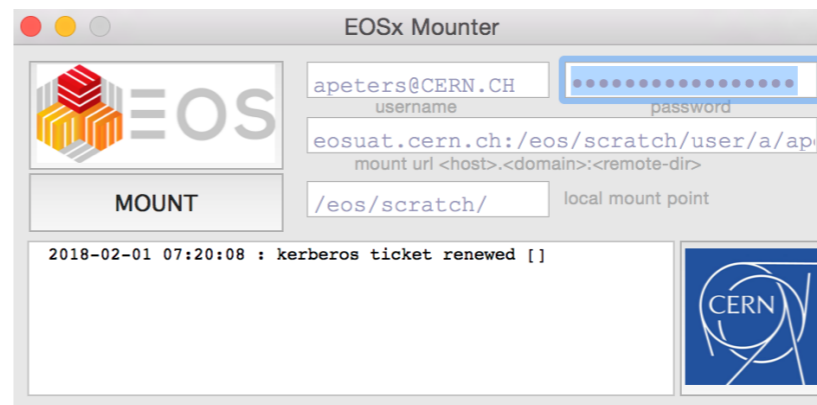 EOSx Mounter
EOS
apeters@CERN.CH
username
password
eosuat.cern.ch:/eos/scratch/user/a/ap
mount url <host>.<domain>:<remote-dir>
MOUNT
/eos/scratch/
local mount point
2018-02-01 07:20:08 : kerberos ticket renewed []
CERN